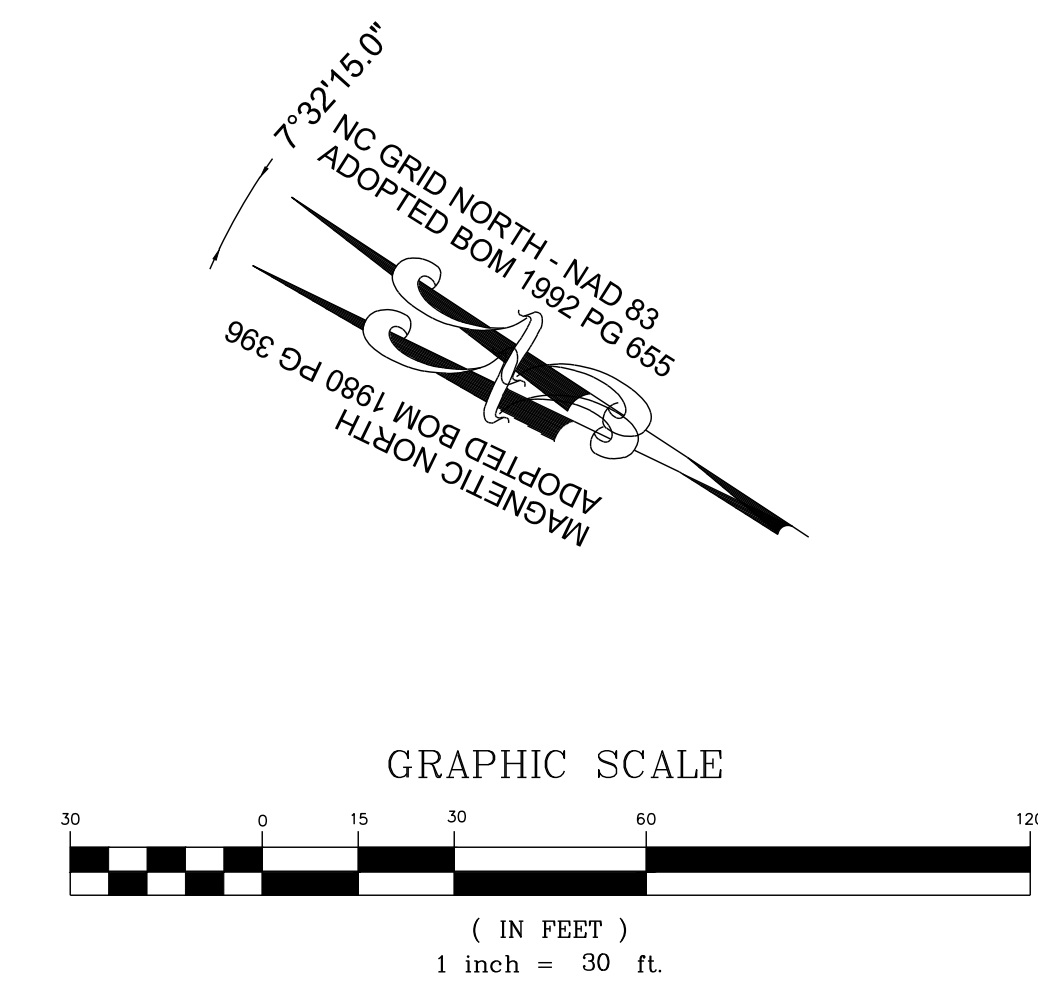 7°32'15.0"
NC GRID NORTH - NAD 83
ADOPTED BOM 1992 PG 655
MAGNETIC NORTH
ADOPTED BOM 1980 PG 396
GRAPHIC SCALE
30 0 15 30 60 120
( IN FEET )
1 inch = 30 ft.